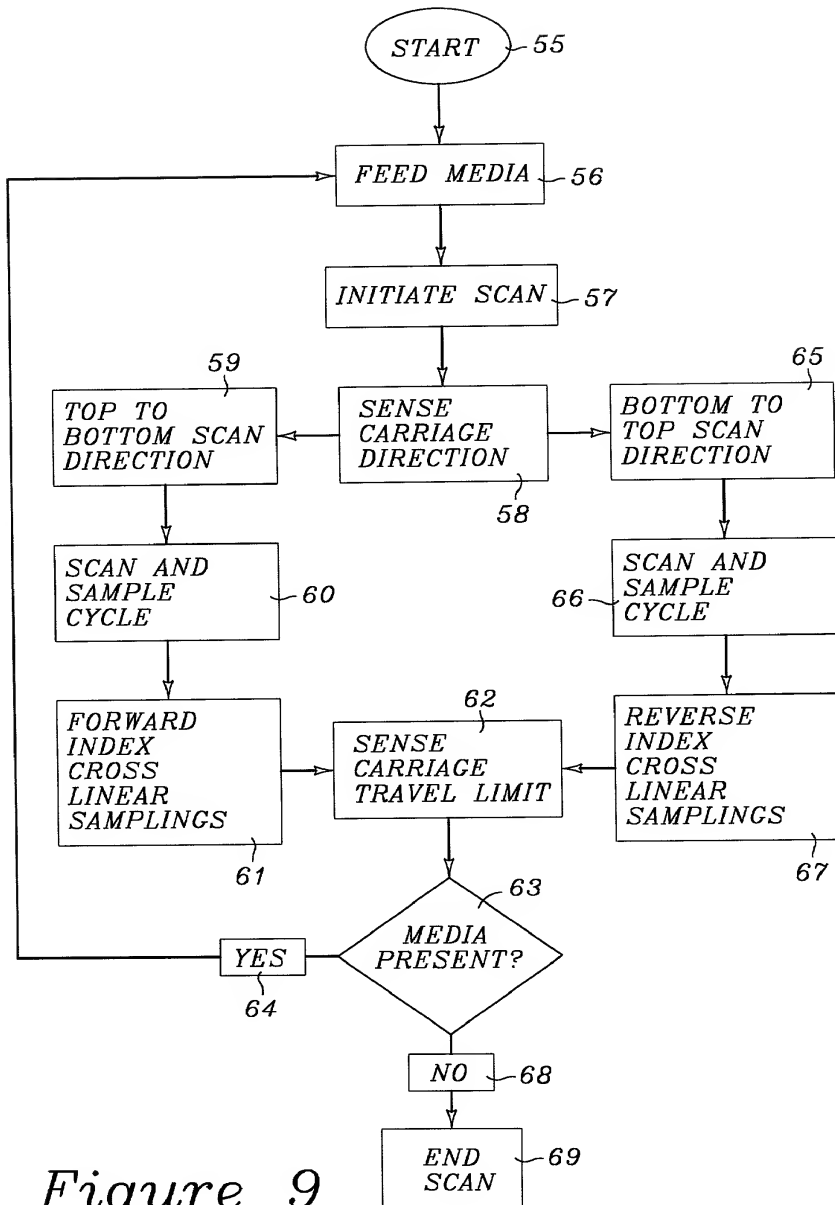 START
55
FEED MEDIA
56
INITIATE SCAN
57
59
65
TOP TO
BOTTOM SCAN
DIRECTION
SENSE
CARRIAGE
DIRECTION
58
BOTTOM TO
TOP SCAN
DIRECTION
SCAN AND
SAMPLE
CYCLE
60
66
SCAN AND
SAMPLE
CYCLE
FORWARD
INDEX
CROSS
LINEAR
SAMPLINGS
61
62
SENSE
CARRIAGE
TRAVEL LIMIT
REVERSE
INDEX
CROSS
LINEAR
SAMPLINGS
67
63
MEDIA
PRESENT?
YES
64
NO
68
END
SCAN
69
Figure 9